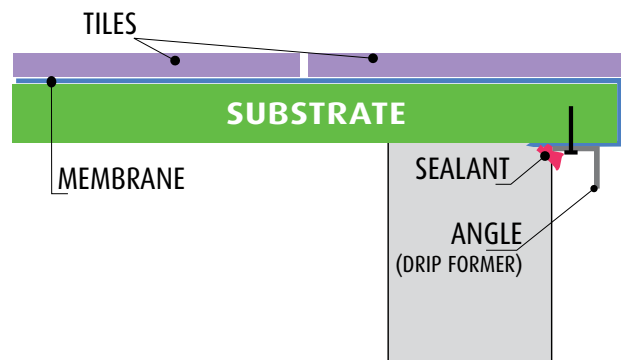 TILES
SUBSTRATE
MEMBRANE
SEALANT
ANGLE
(DRIP FORMER)